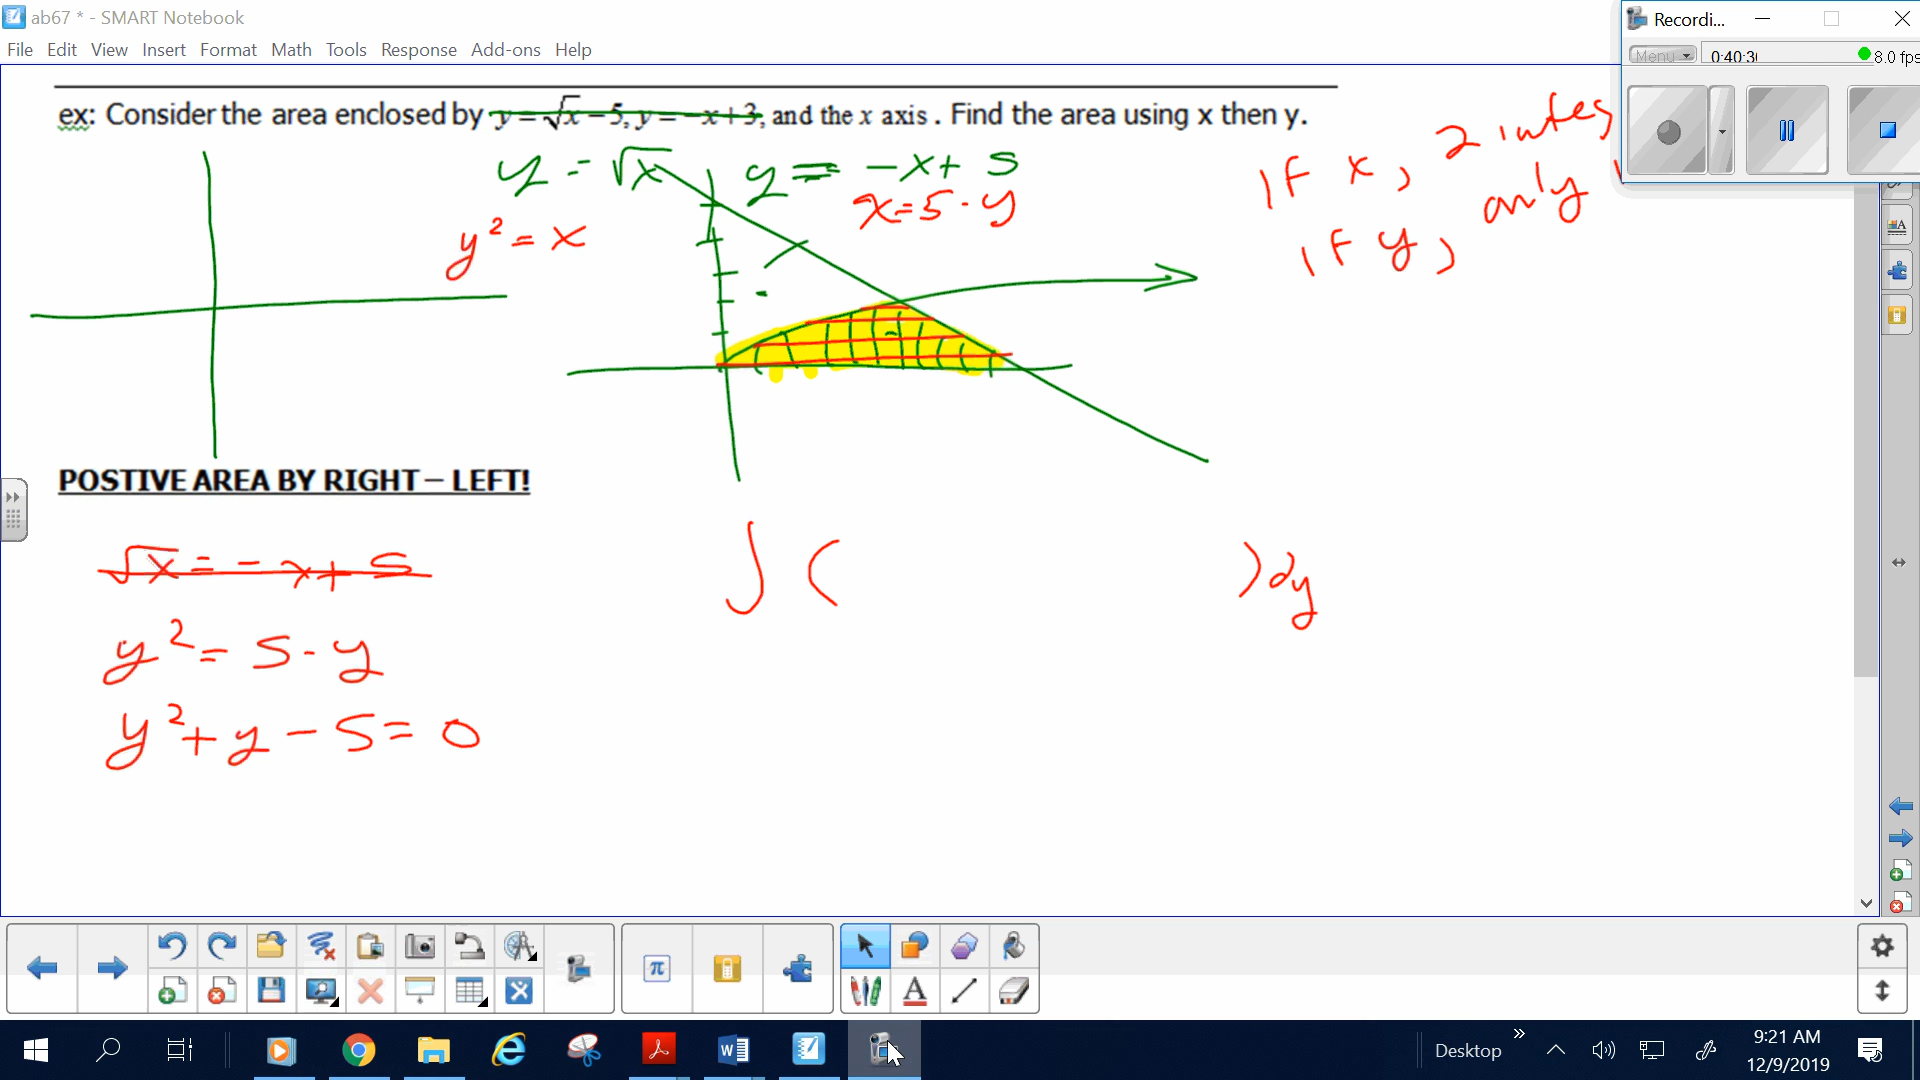 ab67 * - SMART Notebook
File Edit View Insert Format Math Tools Response Add-ons Help
Recordi...
Menu
8.0 fps
ex: Consider the area enclosed by y = √x − 5, y = −x + 3, and the x axis . Find the area using x then y.
y = √x y = -x + 5
y² = x x = 5 - y
IF x, 2 integ
only
IF y,
POSTIVE AREA BY RIGHT – LEFT!
√x = -x + 5
∫ ( ) dy
y² = 5 - y
y² + y - 5 = 0
π
A
Desktop
9:21 AM
12/9/2019